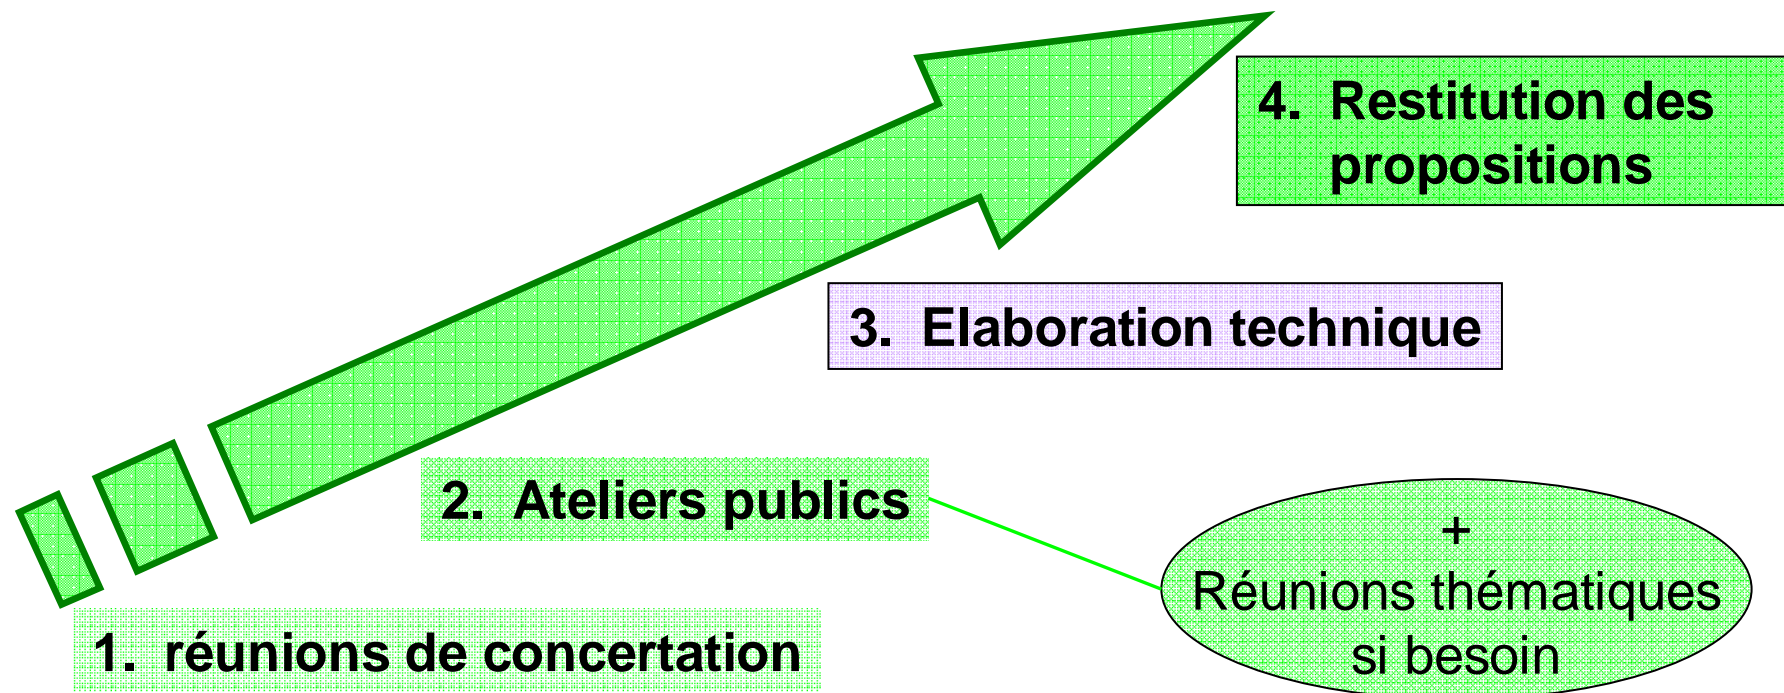 4. Restitution des
propositions
3. Elaboration technique
2. Ateliers publics
+
Réunions thématiques
si besoin
1. réunions de concertation